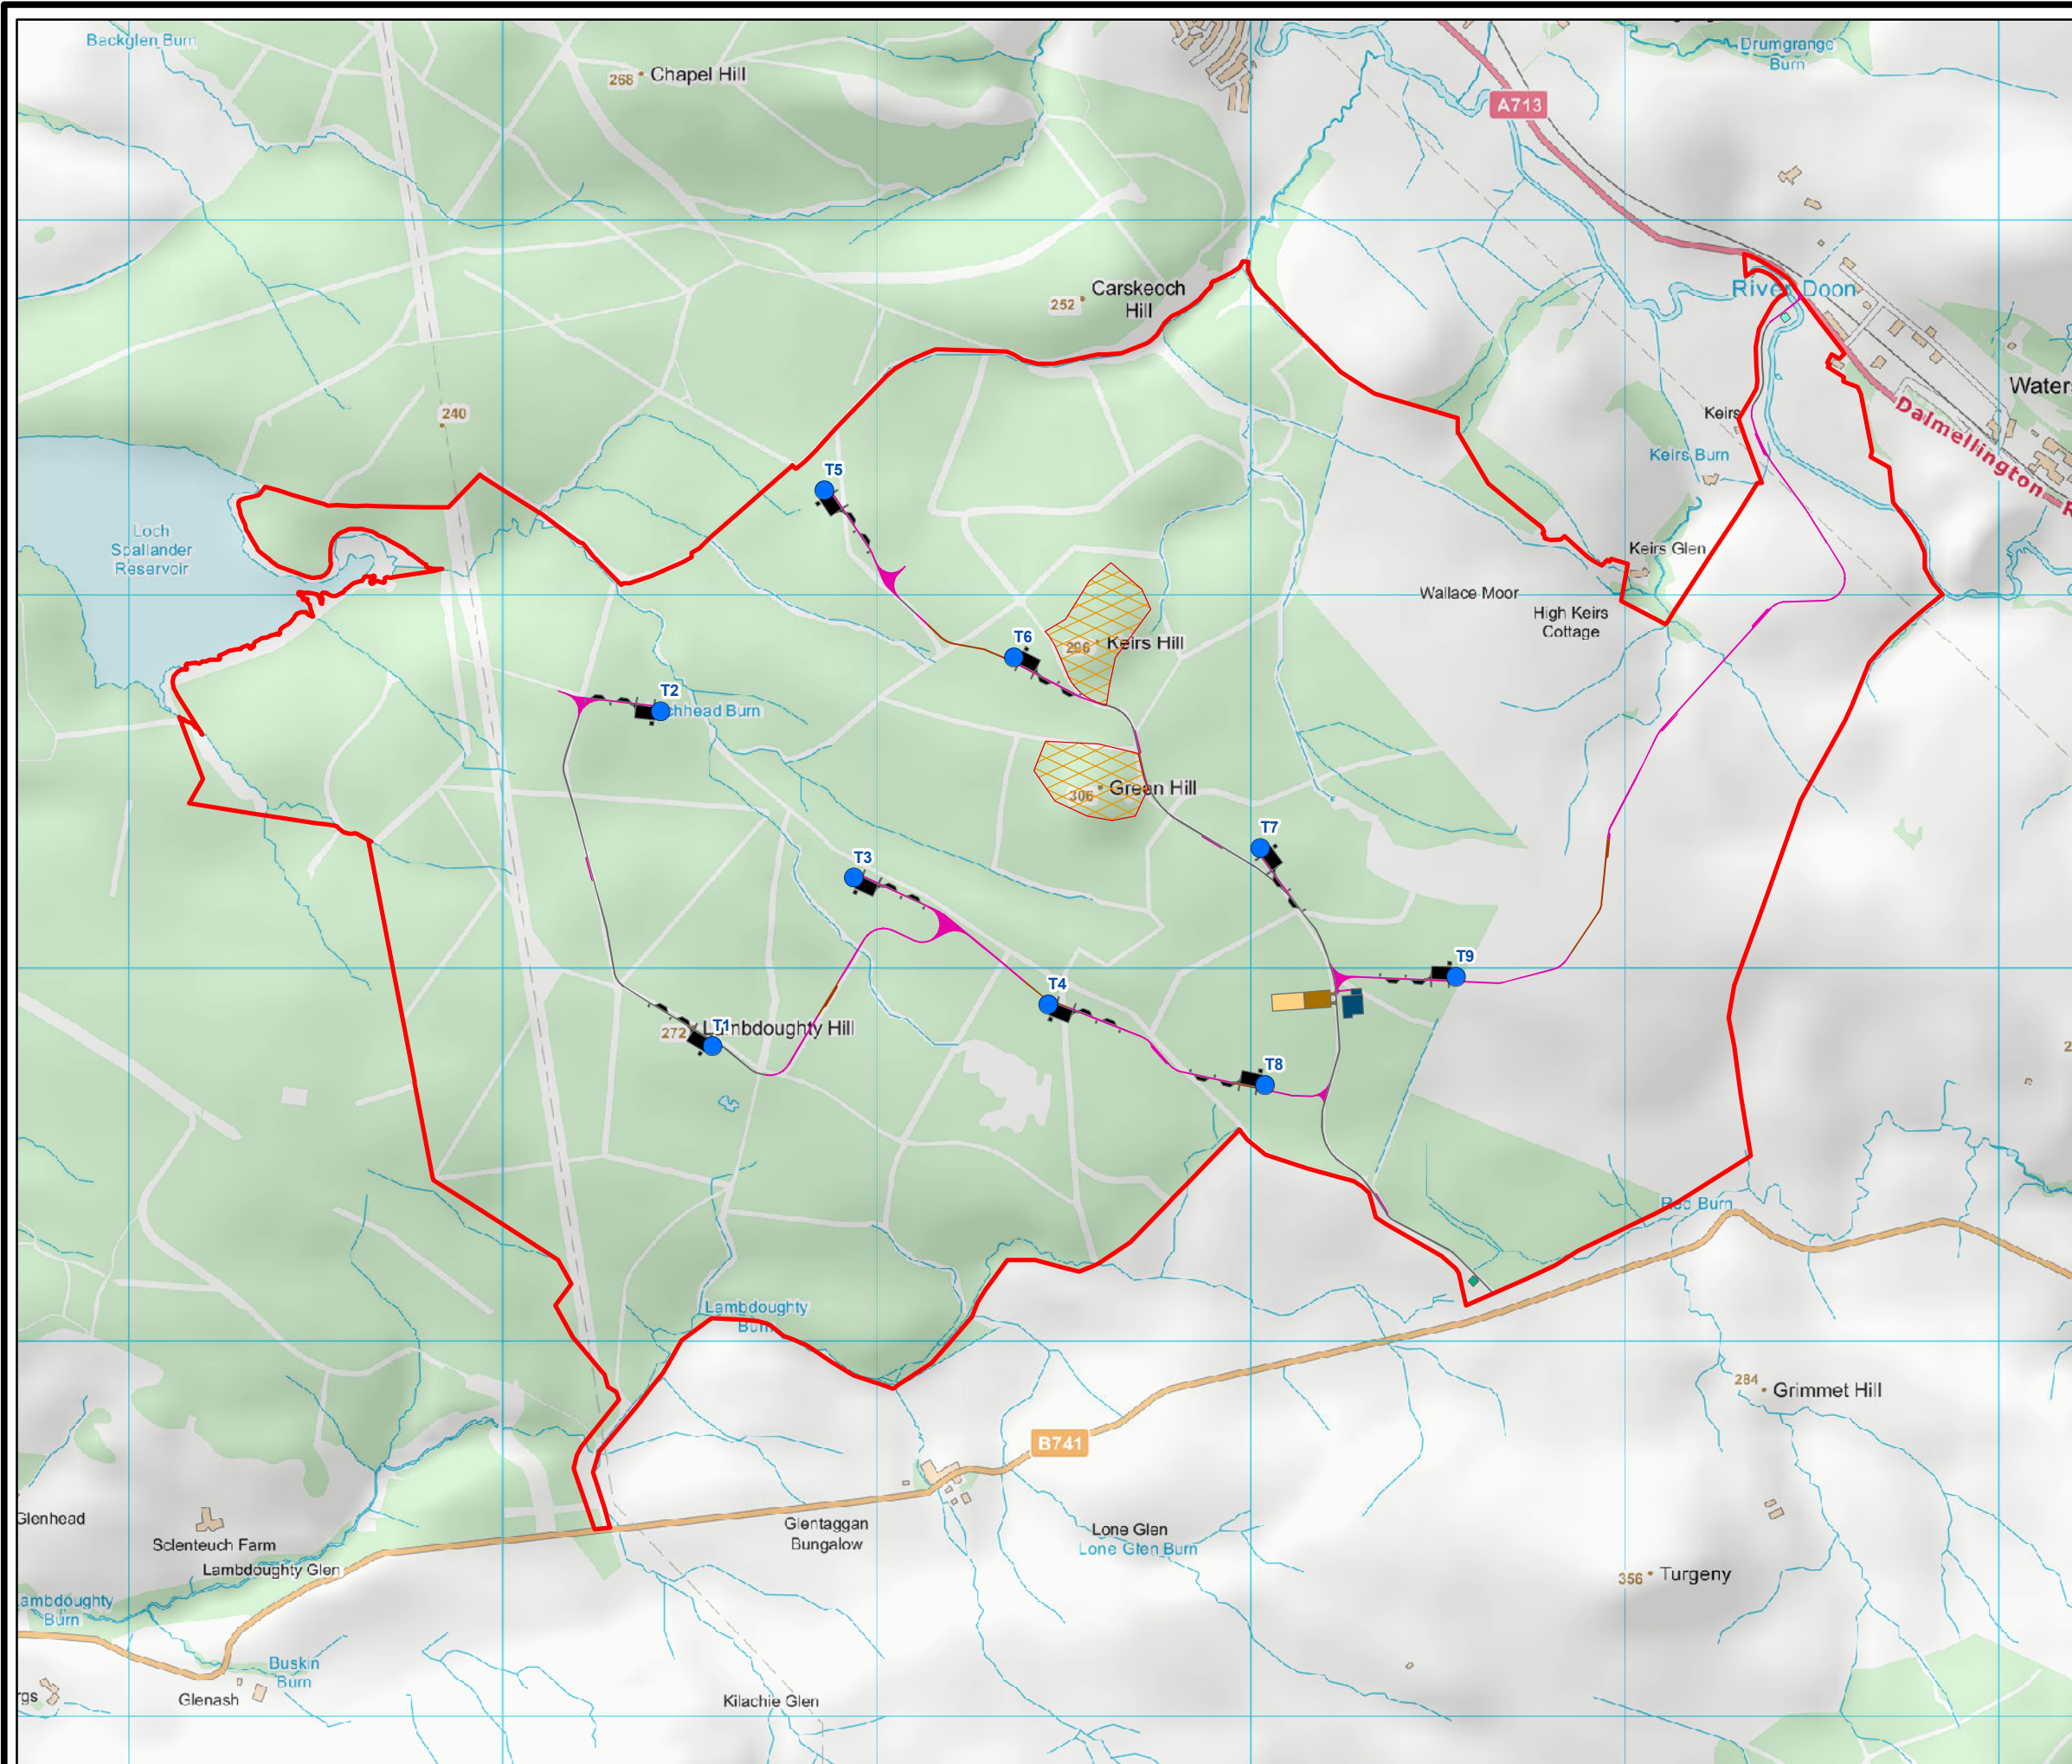 Backglen Burn
268
Chapel Hill
A713
Drumgrange
Burn
River Doon
252
Carskeoch
Hill
240
Keirs
Dalmellington
Keirs Burn
T5
Loch
Spallander
Reservoir
Keirs Glen
Wallace Moor
High Keirs
Cottage
T6
296
Keirs Hill
T2
chhead Burn
306
Green Hill
T7
T3
T9
T4
272
T1
Lambdoughty Hill
T8
Red Burn
Lambdoughty
Burn
284
Grimmet Hill
B741
Glenhead
Sclenteuch Farm
Lambdoughty Glen
Glentaggan
Bungalow
Lone Glen
Lone Glen Burn
356
Turgeny
ambdoughty
Burn
Buskin
Burn
Glenash
Kilachie Glen